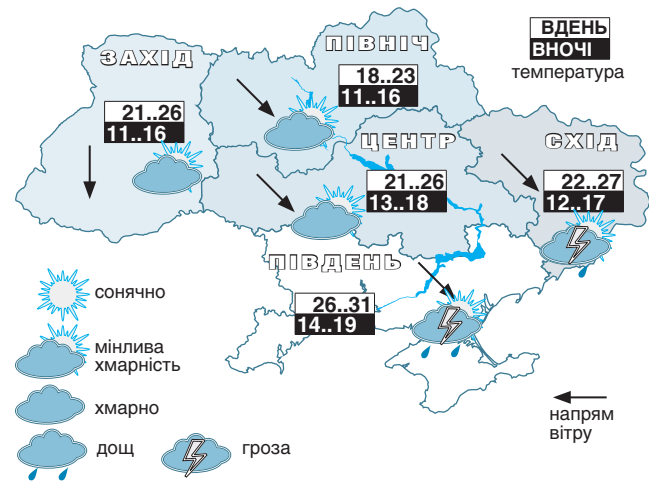 ЗАХІД
21..26
11..16
ПІВНІЧ
18..23
11..16
ВДЕНЬ
ВНОЧІ
температура
ЦЕНТР
21..26
13..18
СХІД
22..27
12..17
ПІВДЕНЬ
26..31
14..19
сонячно
мінлива
хмарність
хмарно
дощ
гроза
напрям
вітру